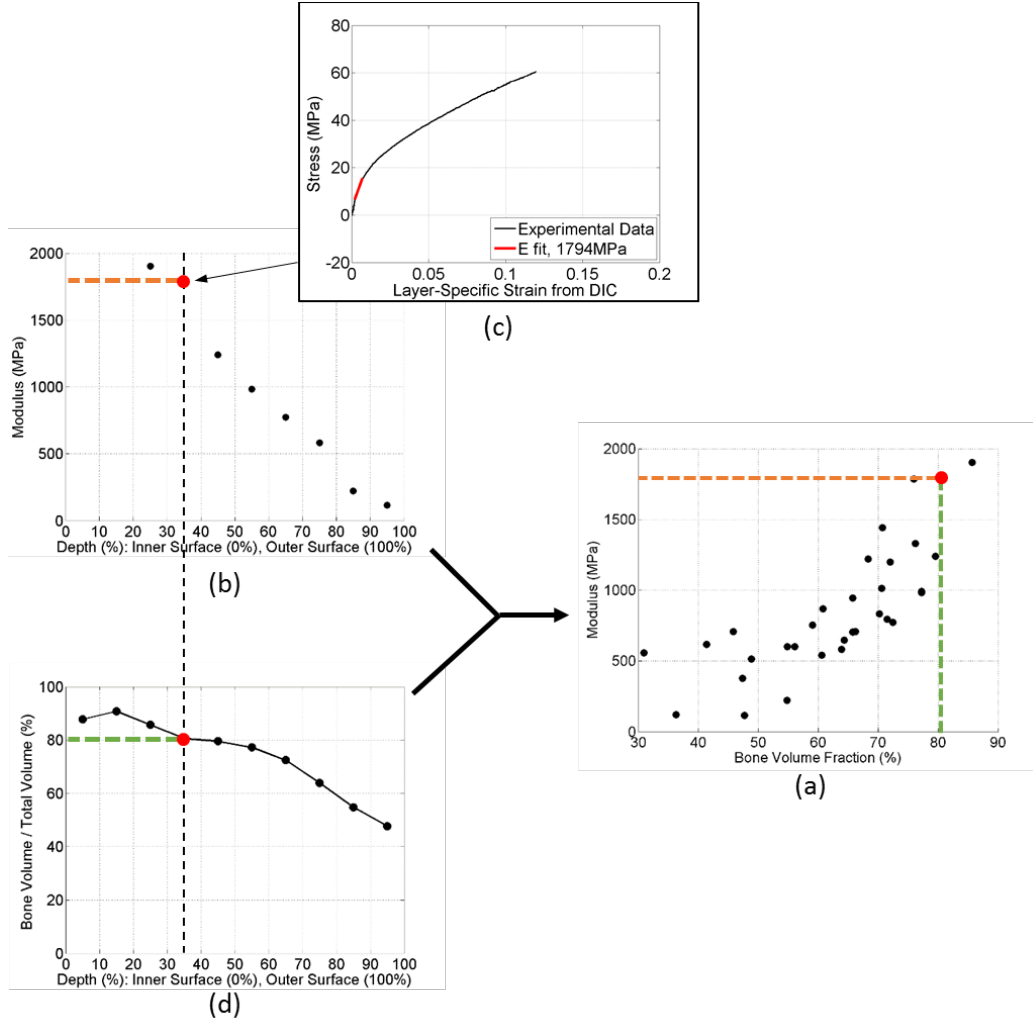 80
60
40
20
0
-20
Stress (MPa)
Experimental Data
E fit, 1794MPa
0 0.05 0.1 0.15 0.2
Layer-Specific Strain from DIC
(c)
2000
1500
1000
500
0
Modulus (MPa)
0 10 20 30 40 50 60 70 80 90 100
Depth (%): Inner Surface (0%), Outer Surface (100%)
(b)
2000
1500
1000
500
0
Modulus (MPa)
30 40 50 60 70 80 90
Bone Volume Fraction (%)
(a)
100
80
60
40
20
0
Bone Volume / Total Volume (%)
0 10 20 30 40 50 60 70 80 90 100
Depth (%): Inner Surface (0%), Outer Surface (100%)
(d)